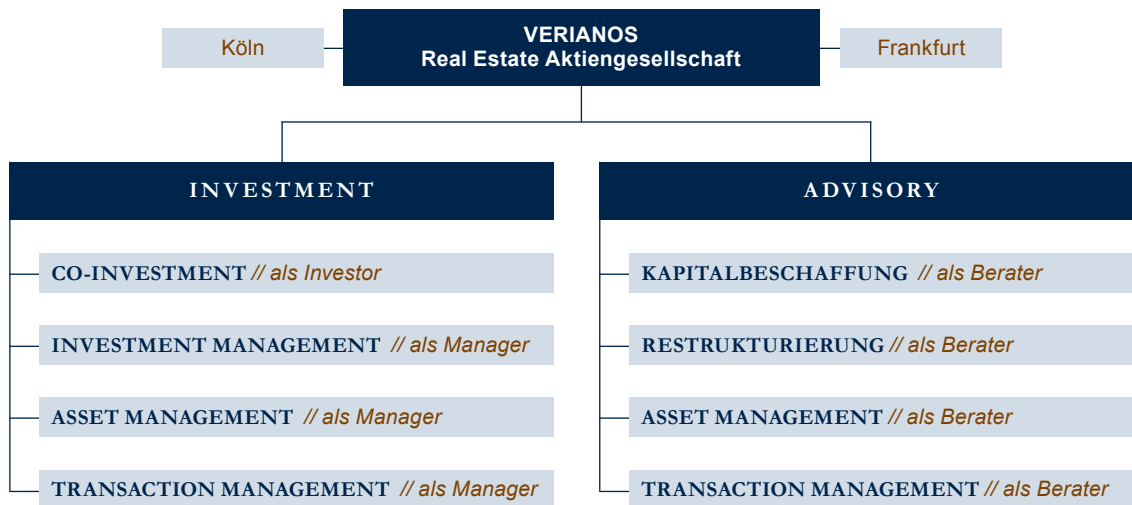 VERIANOS
Real Estate Aktiengesellschaft
Köln
Frankfurt
INVESTMENT
CO-INVESTMENT // als Investor
INVESTMENT MANAGEMENT // als Manager
ASSET MANAGEMENT // als Manager
TRANSACTION MANAGEMENT // als Manager
ADVISORY
KAPITALBESCHAFFUNG // als Berater
RESTRUKTURIERUNG // als Berater
ASSET MANAGEMENT // als Berater
TRANSACTION MANAGEMENT // als Berater